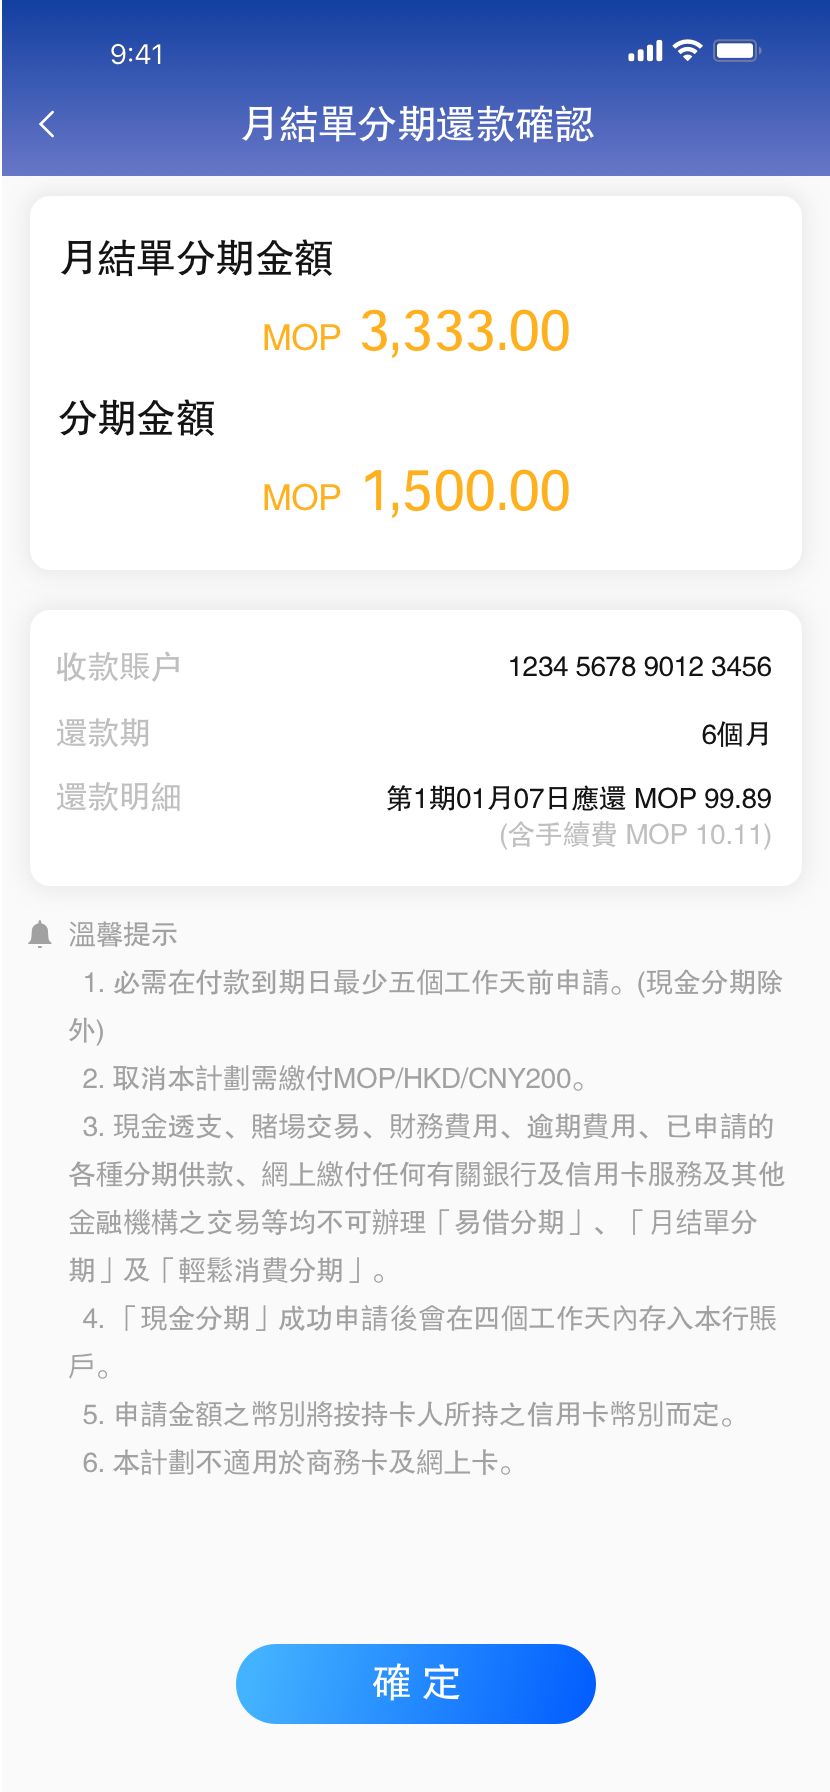 9:41
月結單分期還款確認
月結單分期金額
MOP 3,333.00
分期金額
MOP 1,500.00
收款賬户 1234 5678 9012 3456
還款期 6個月
還款明細 第1期01月07日應還 MOP 99.89
(含手續費 MOP 10.11)
溫馨提示
1. 必需在付款到期日最少五個工作天前申請。(現金分期除
外)
2. 取消本計劃需繳付MOP/HKD/CNY200。
3. 現金透支、賭場交易、財務費用、逾期費用、已申請的
各種分期供款、網上繳付任何有關銀行及信用卡服務及其他
金融機構之交易等均不可辦理「易借分期」、「月结單分
期」及「輕鬆消費分期」。
4. 「現金分期」成功申請後會在四個工作天內存入本行賬
戶。
5. 申請金額之幣別將按持卡人所持之信用卡幣別而定。
6. 本計劃不適用於商務卡及網上卡。
確 定